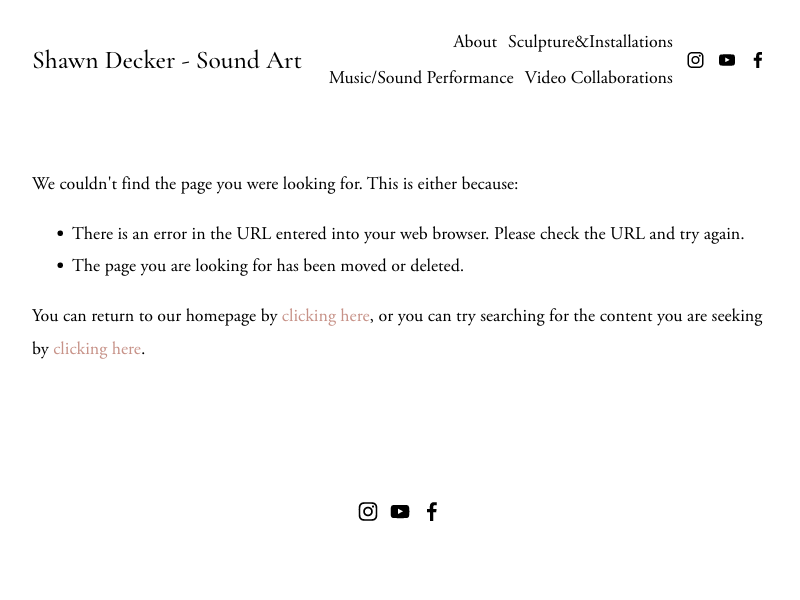 Shawn Decker - Sound Art
About Sculpture&Installations
Music/Sound Performance Video Collaborations
We couldn't find the page you were looking for. This is either because:
There is an error in the URL entered into your web browser. Please check the URL and try again.
The page you are looking for has been moved or deleted.
You can return to our homepage by clicking here, or you can try searching for the content you are seeking
by clicking here.